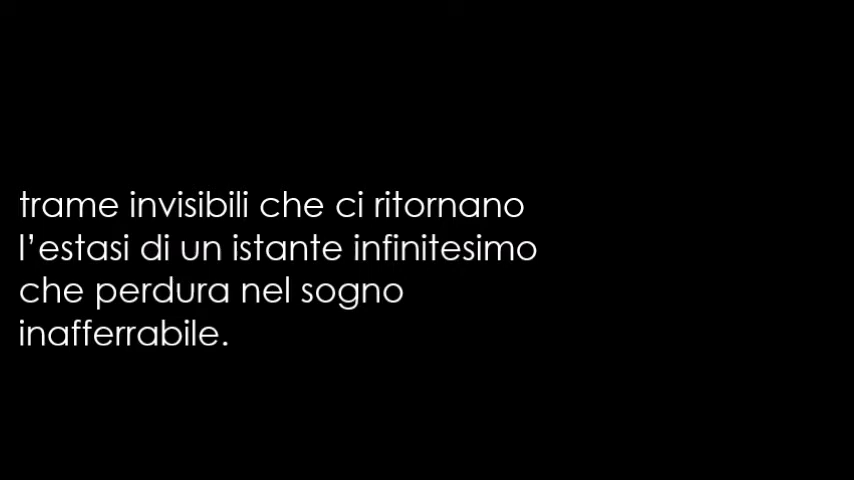 trame invisibili che ci ritornano
l’estasi di un istante infinitesimo
che perdura nel sogno
inafferrabile.